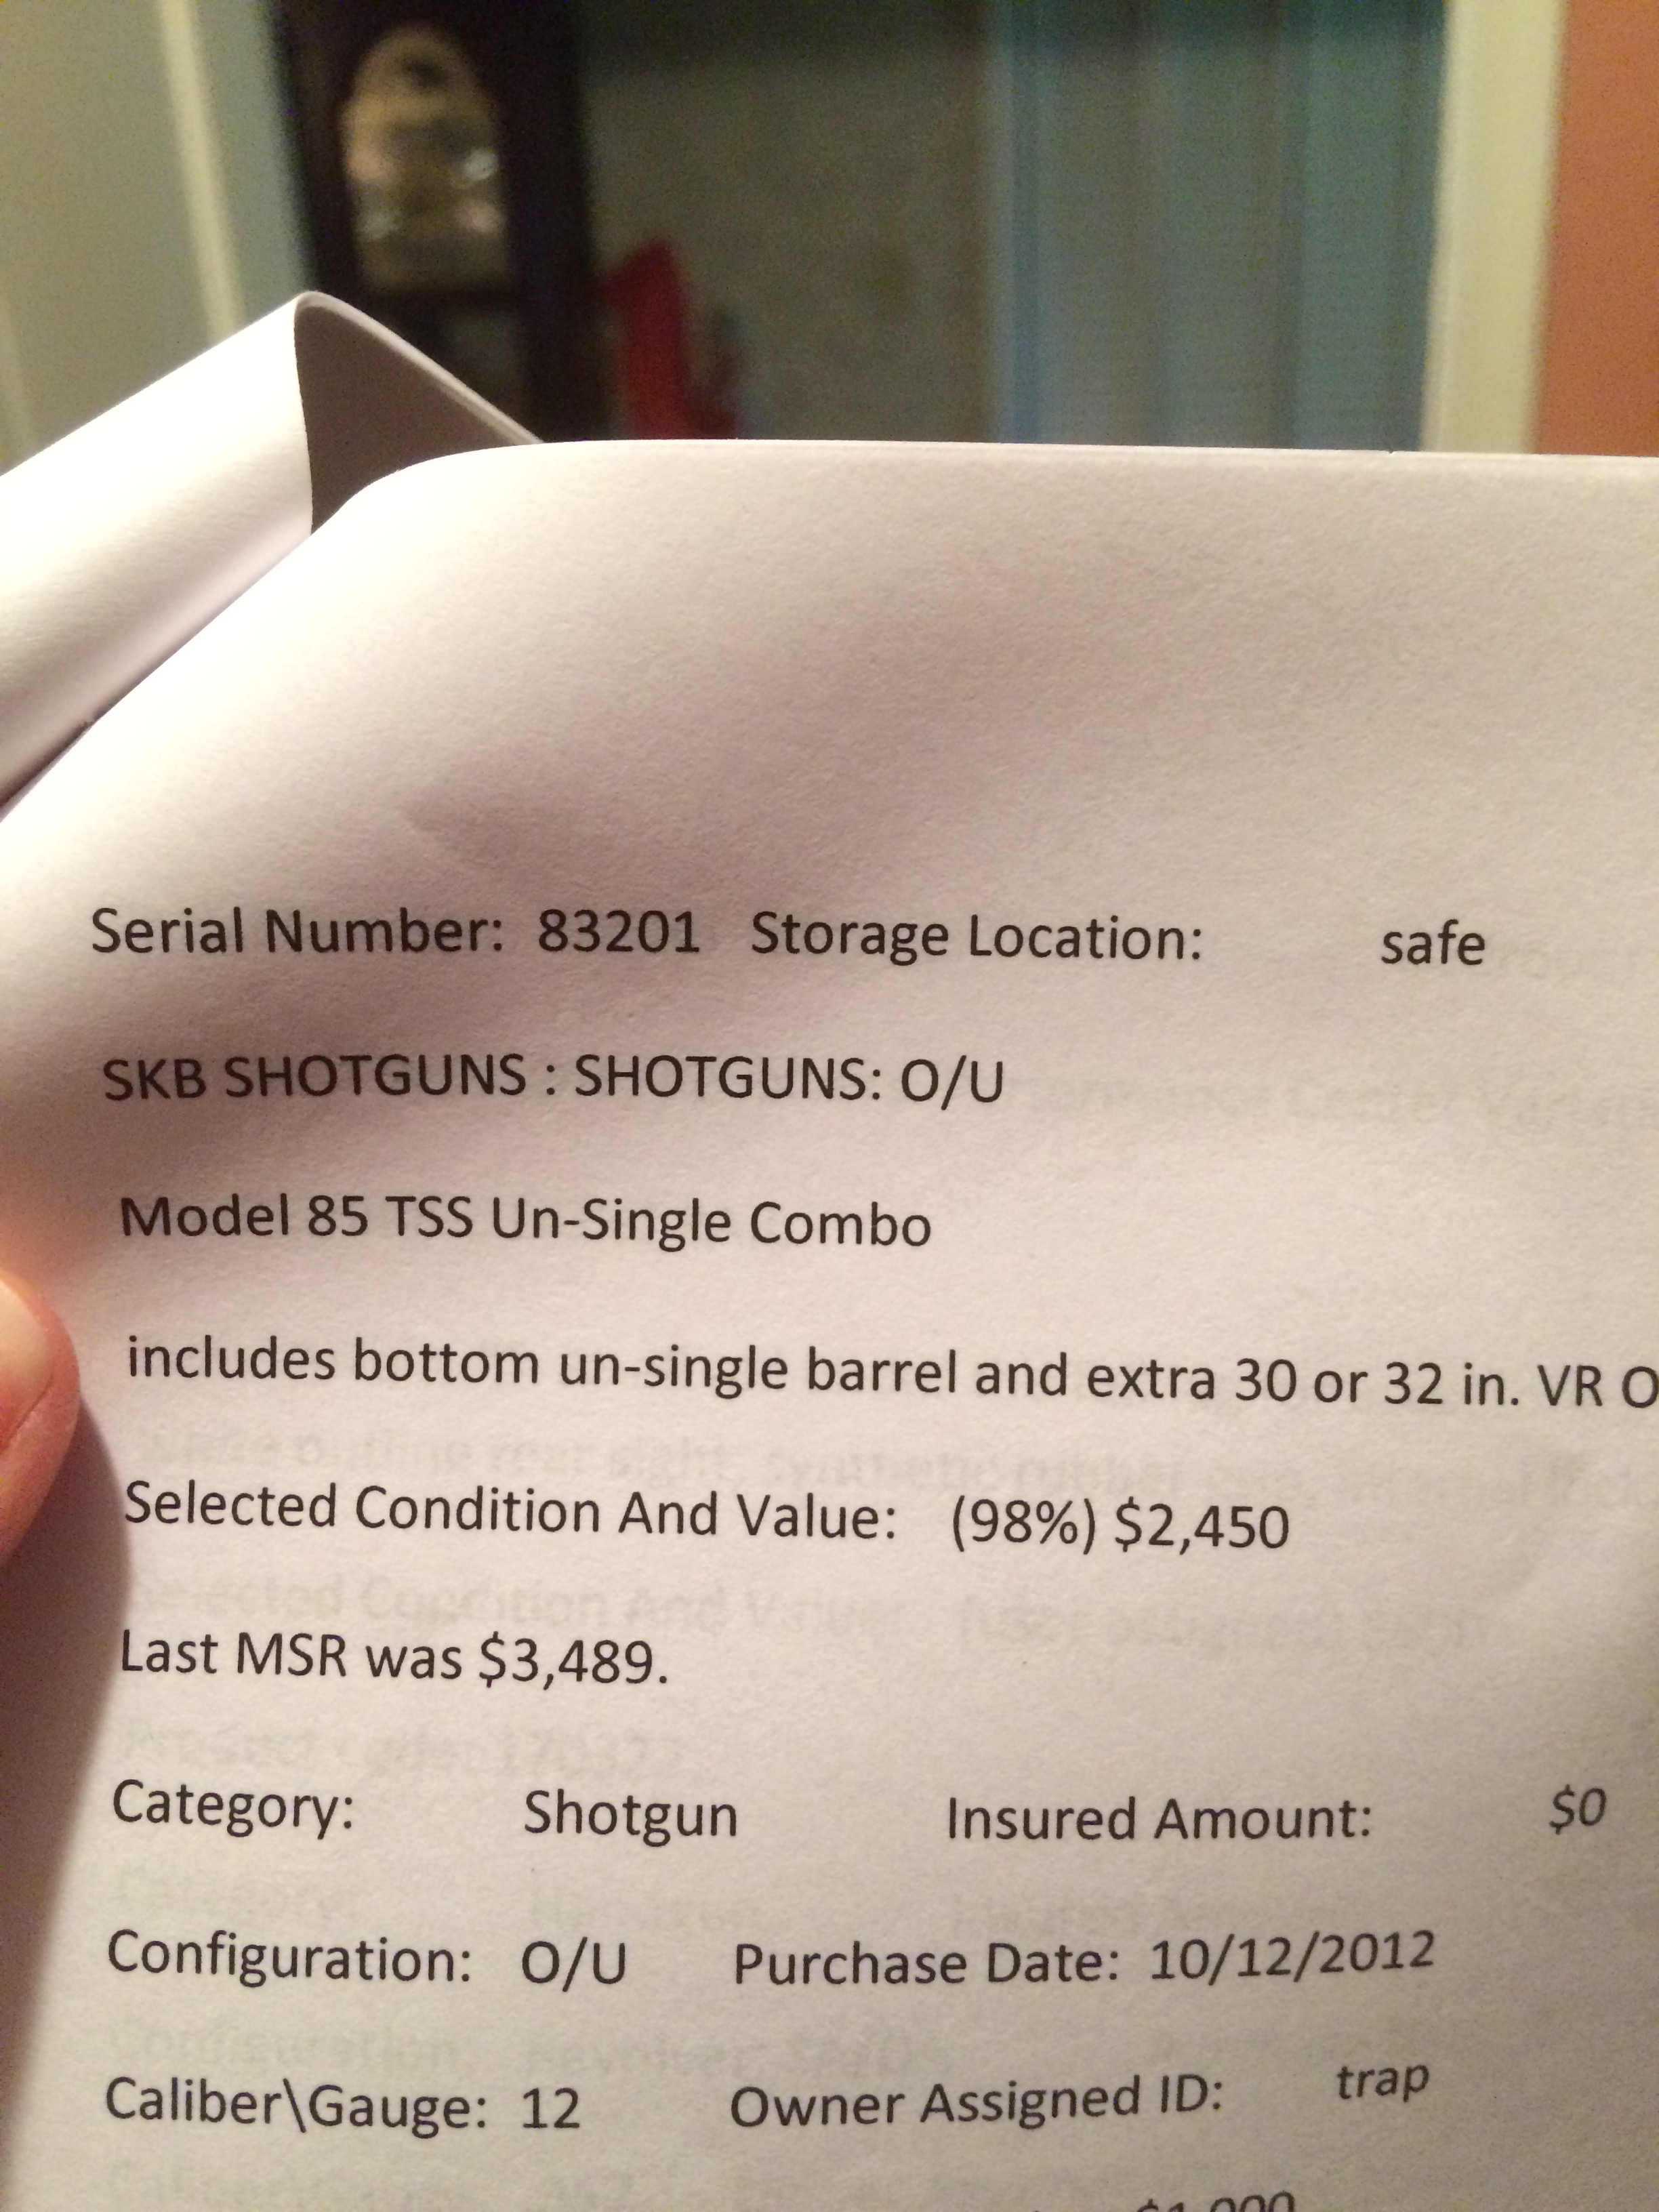 Serial Number: 83201 Storage Location: safe
SKB SHOTGUNS : SHOTGUNS: O/U
Model 85 TSS Un-Single Combo
includes bottom un-single barrel and extra 30 or 32 in. VR O
Selected Condition And Value: (98%) $2,450
Last MSR was $3,489.
Category: Shotgun Insured Amount: $0
Configuration: O/U Purchase Date: 10/12/2012
Caliber\Gauge: 12 Owner Assigned ID: trap